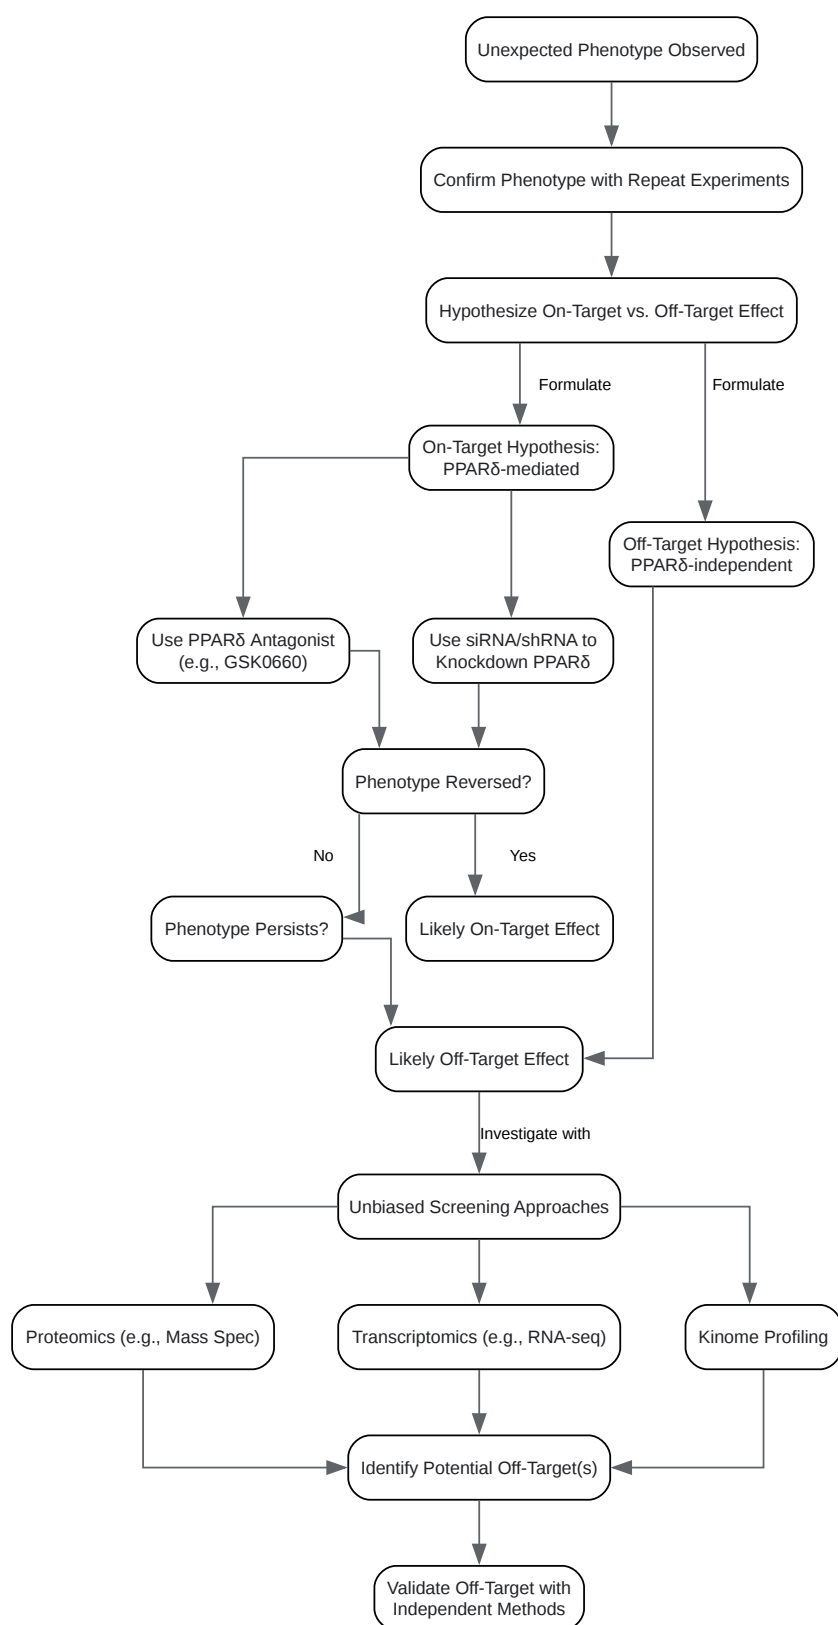 Unexpected Phenotype Observed
Confirm Phenotype with Repeat Experiments
Hypothesize On-Target vs. Off-Target Effect
Formulate
Formulate
On-Target Hypothesis:
PPARδ-mediated
Off-Target Hypothesis:
PPARδ-independent
Use PPARδ Antagonist
(e.g., GSK0660)
Use siRNA/shRNA to
Knockdown PPARδ
Phenotype Reversed?
No
Yes
Phenotype Persists?
Likely On-Target Effect
Likely Off-Target Effect
Investigate with
Unbiased Screening Approaches
Proteomics (e.g., Mass Spec)
Transcriptomics (e.g., RNA-seq)
Kinome Profiling
Identify Potential Off-Target(s)
Validate Off-Target with
Independent Methods